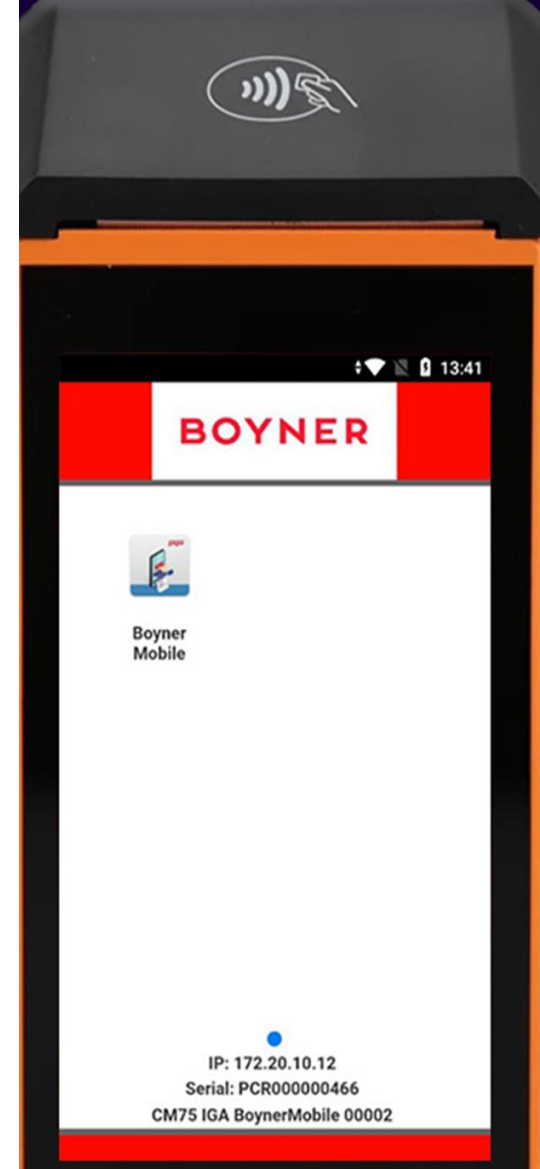 13:41
BOYNER
Boyner
Mobile
IP: 172.20.10.12
Serial: PCR000000466
CM75 IGA BoynerMobile 00002